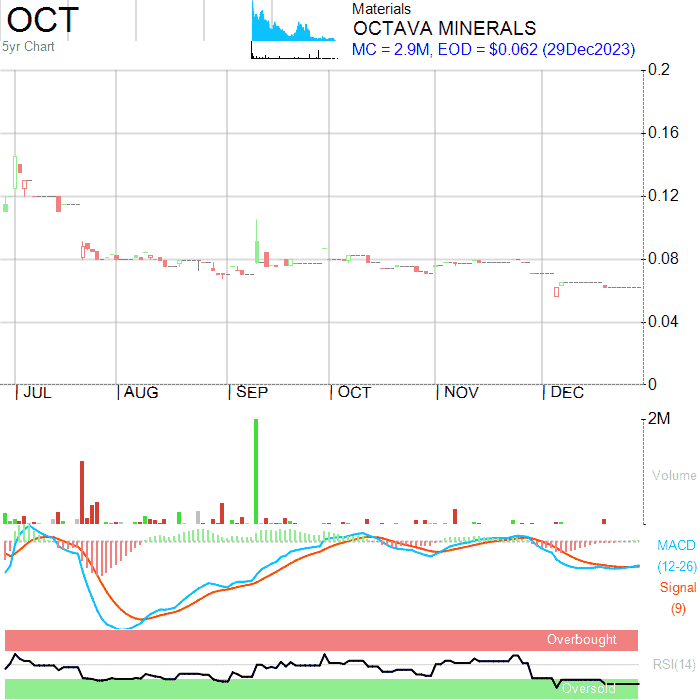 OCT
5yr Chart
Materials
OCTAVA MINERALS
MC = 2.9M, EOD = $0.062 (29Dec2023)
0.2
0.16
0.12
0.08
0.04
0
JUL AUG SEP OCT NOV DEC
2M
Volume
MACD
(12-26)
Signal
(9)
Overbought
RSI(14)
Oversold